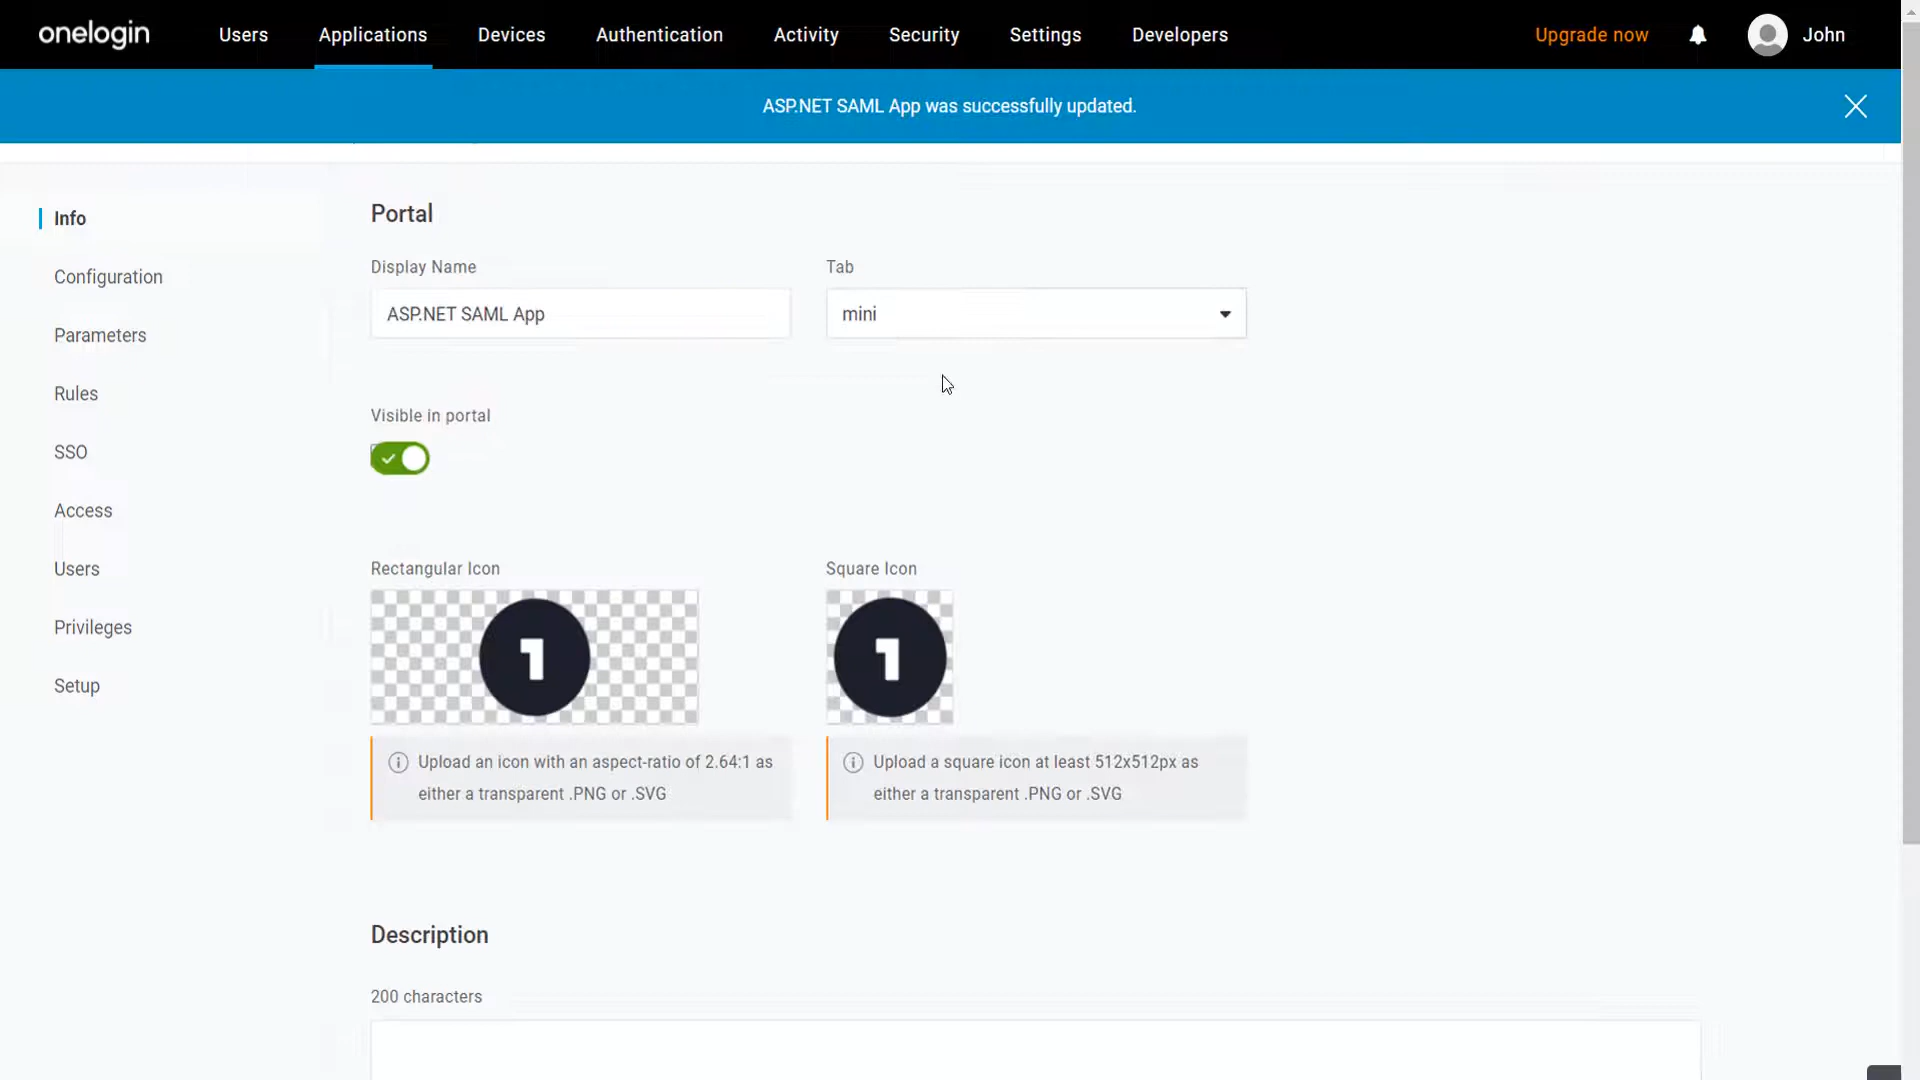 onelogin
Users
Applications
Devices
Authentication
Activity
Security
Settings
Developers
Upgrade now
John
ASP.NET SAML App was successfully updated.
Info
Configuration
Parameters
Rules
SSO
Access
Users
Privileges
Setup
Portal
Display Name
Tab
ASP.NET SAML App
mini
Visible in portal
Rectangular Icon
Square Icon
1
1
Upload an icon with an aspect-ratio of 2.64:1 as
either a transparent .PNG or .SVG
Upload a square icon at least 512x512px as
either a transparent .PNG or .SVG
Description
200 characters